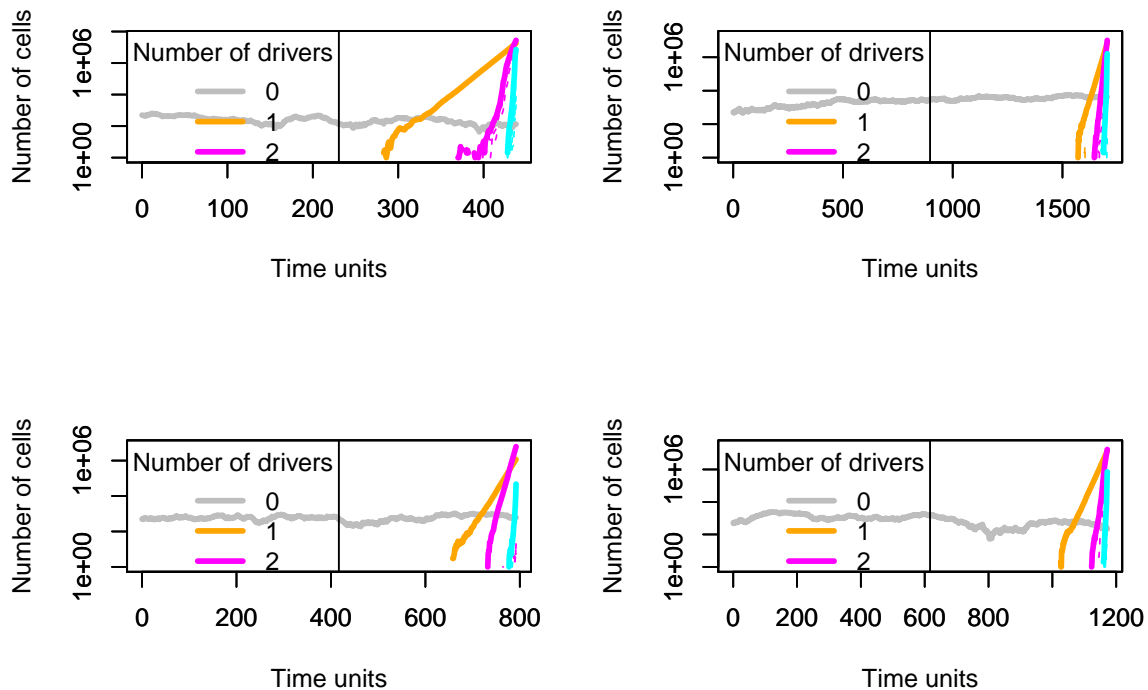 Number of cells
1e+00 1e+06
Number of drivers
0
1
2
0 100 200 300 400
Time units
Number of cells
1e+00 1e+06
Number of drivers
0
1
2
0 500 1000 1500
Time units
Number of cells
1e+00 1e+06
Number of drivers
0
1
2
0 200 400 600 800
Time units
Number of cells
1e+00 1e+06
Number of drivers
0
1
2
0 200 400 600 800 1200
Time units